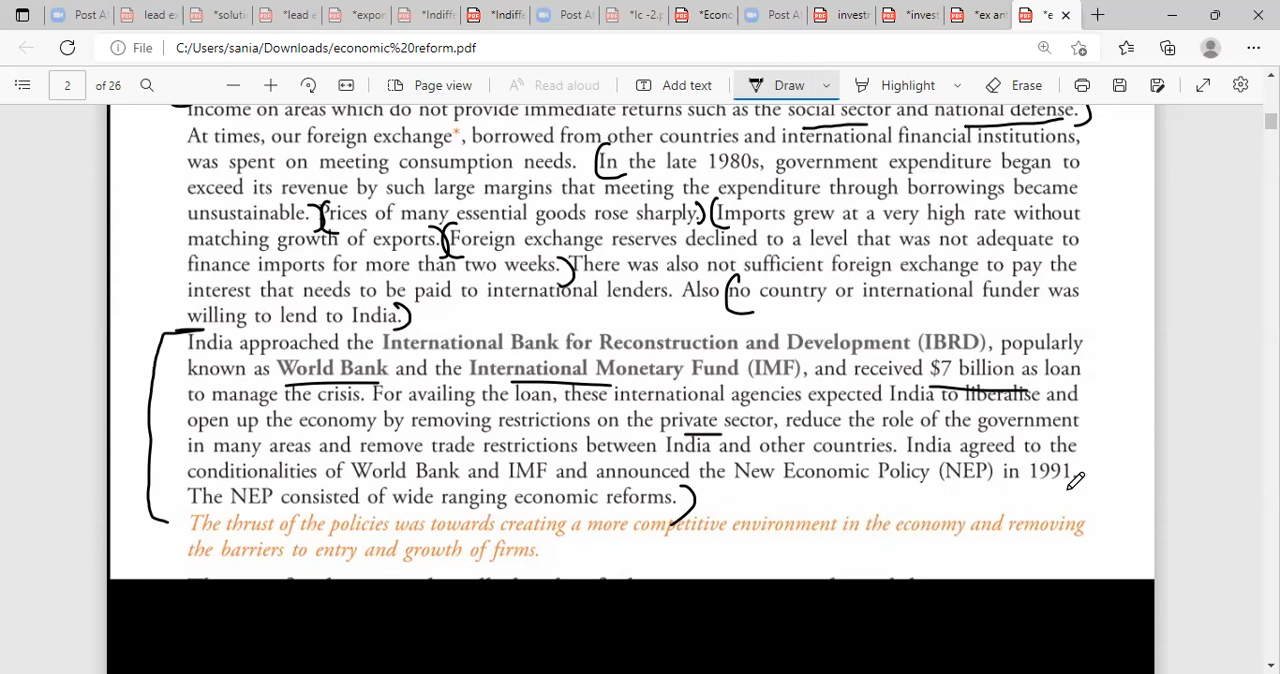 Post A
lead e
*soluti
*lead e
*expor
*Indiffe
*Indiffe
Post A
*lc -2.p
*Econo
Post A
invest
*invest
*ex an
*e
File C:/Users/sania/Downloads/economic%20reform.pdf
2 of 26 Page view Read aloud Add text Draw Highlight Erase
income on areas which do not provide immediate returns such as the social sector and national defense.
At times, our foreign exchange*, borrowed from other countries and international financial institutions,
was spent on meeting consumption needs. In the late 1980s, government expenditure began to
exceed its revenue by such large margins that meeting the expenditure through borrowings became
unsustainable. Prices of many essential goods rose sharply. Imports grew at a very high rate without
matching growth of exports. Foreign exchange reserves declined to a level that was not adequate to
finance imports for more than two weeks. There was also not sufficient foreign exchange to pay the
interest that needs to be paid to international lenders. Also no country or international funder was
willing to lend to India.
India approached the International Bank for Reconstruction and Development (IBRD), popularly
known as World Bank and the International Monetary Fund (IMF), and received $7 billion as loan
to manage the crisis. For availing the loan, these international agencies expected India to liberalise and
open up the economy by removing restrictions on the private sector, reduce the role of the government
in many areas and remove trade restrictions between India and other countries. India agreed to the
conditionalities of World Bank and IMF and announced the New Economic Policy (NEP) in 1991.
The NEP consisted of wide ranging economic reforms.
The thrust of the policies was towards creating a more competitive environment in the economy and removing
the barriers to entry and growth of firms.